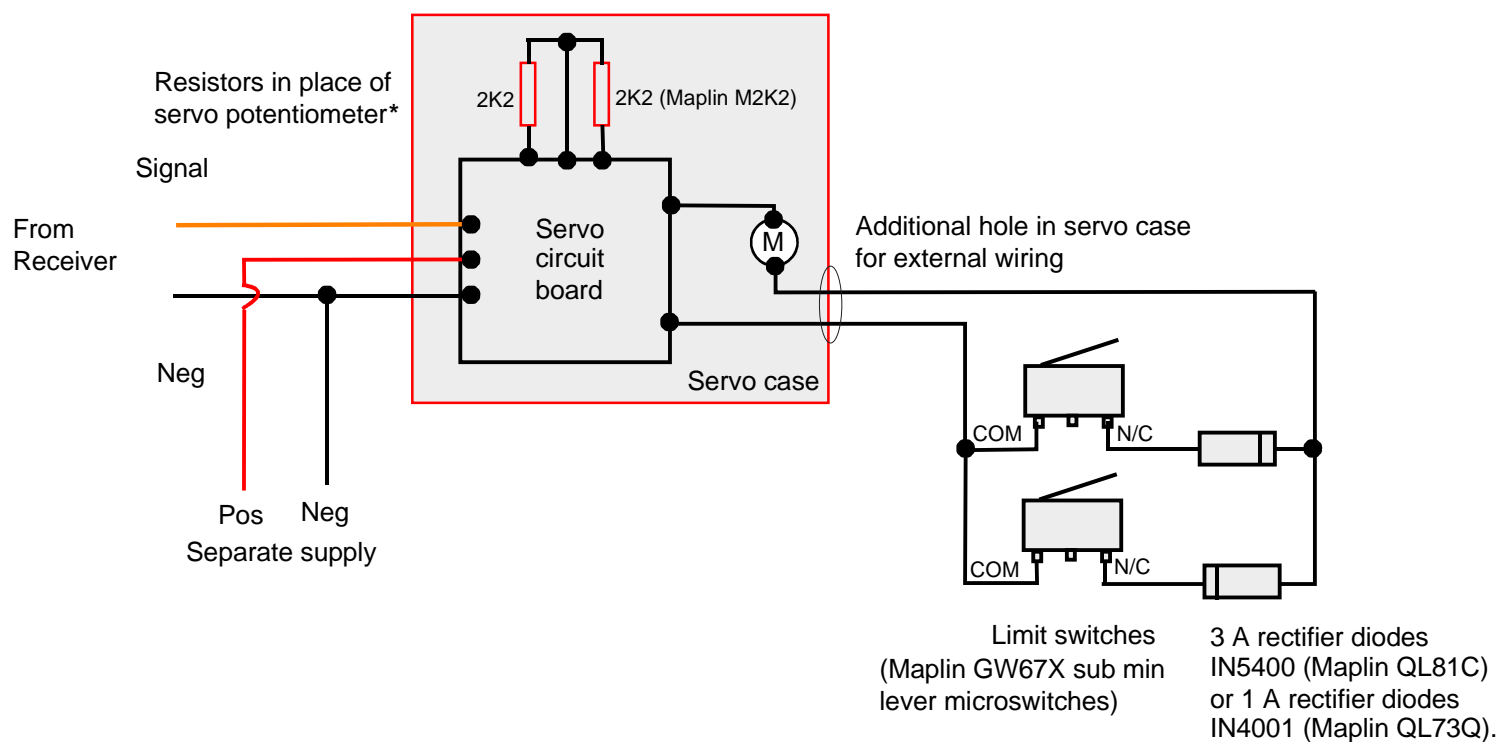 Resistors in place of
servo potentiometer*
2K2
2K2 (Maplin M2K2)
Signal
From
Receiver
Servo
circuit
board
M
Additional hole in servo case
for external wiring
Neg
Servo case
COM
N/C
Pos
Neg
Separate supply
COM
N/C
Limit switches
(Maplin GW67X sub min
lever microswitches)
3 A rectifier diodes
IN5400 (Maplin QL81C)
or 1 A rectifier diodes
IN4001 (Maplin QL73Q).